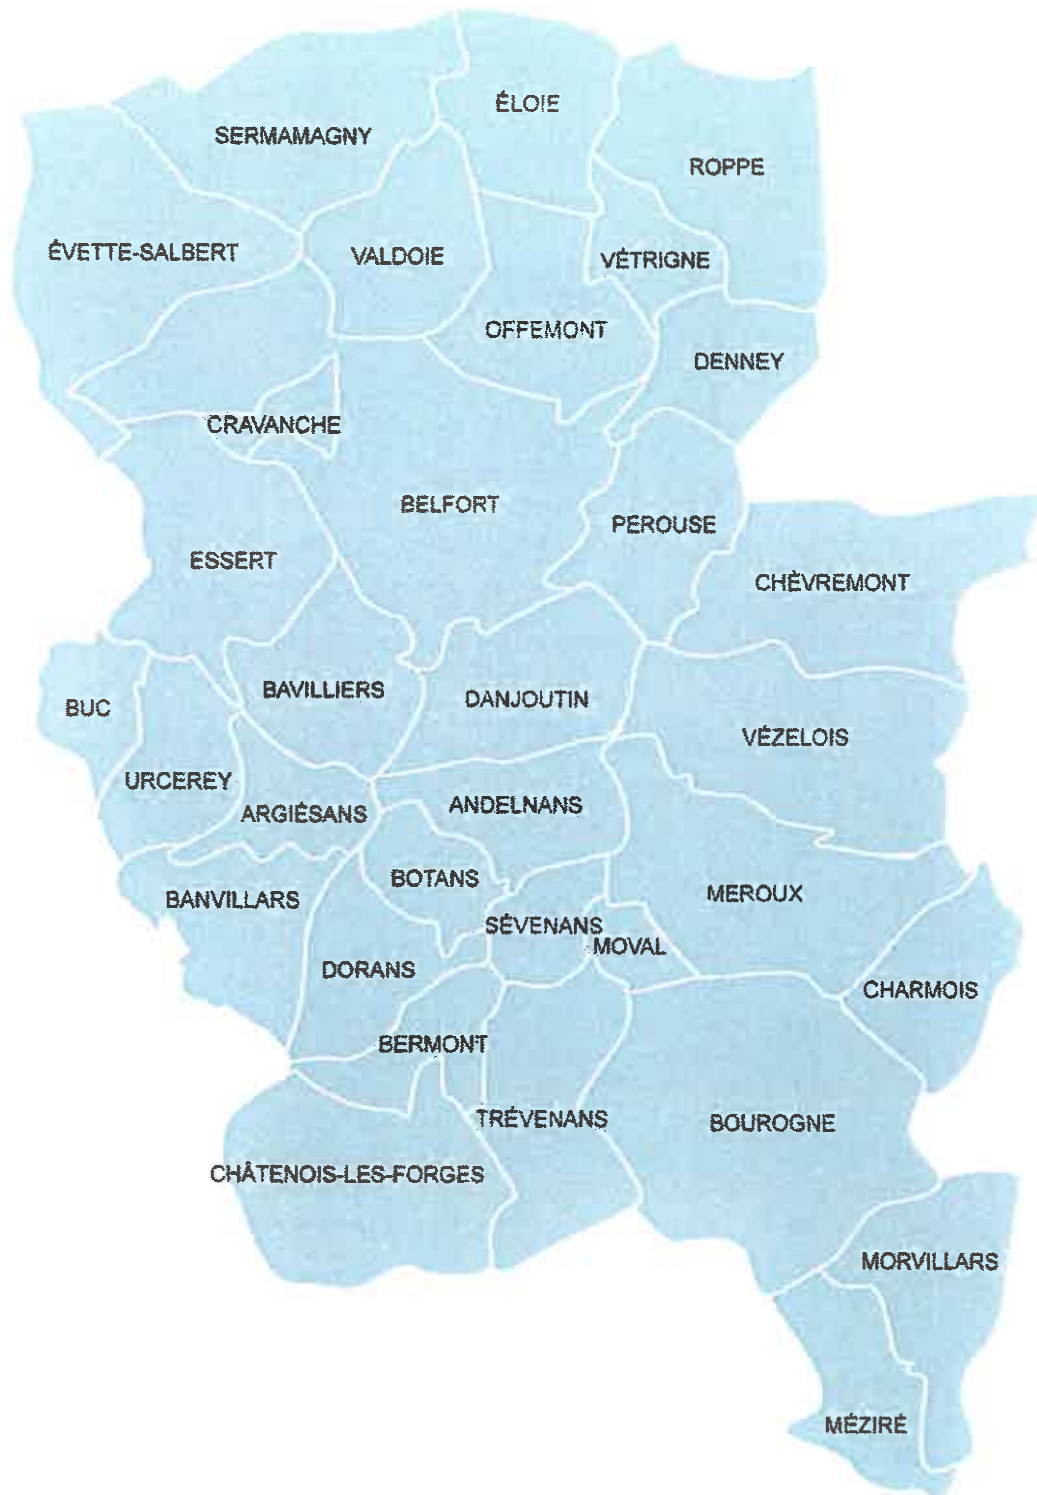 ÉLOIE
SERMAMAGNY
ROPPE
ÉVETTE-SALBERT
VALDOIE
VÉTRIGNE
OFFEMONT
DENNEY
CRAVANCHE
BELFORT
PEROUSE
ESSERT
CHÈVREMONT
BAVILLIERS
DANJOUTIN
BUC
VÉZELOIS
URCEREY
ANDELNANS
ARGIÉSANS
BOTANS
MEROUX
BANVILLARS
SÉVENANS
MOVAL
DORANS
CHARMOIS
BERMONT
TRÉVENANS
BOUROGNE
CHÂTENOIS-LES-FORGES
MORVILLARS
MÉZIRÉ